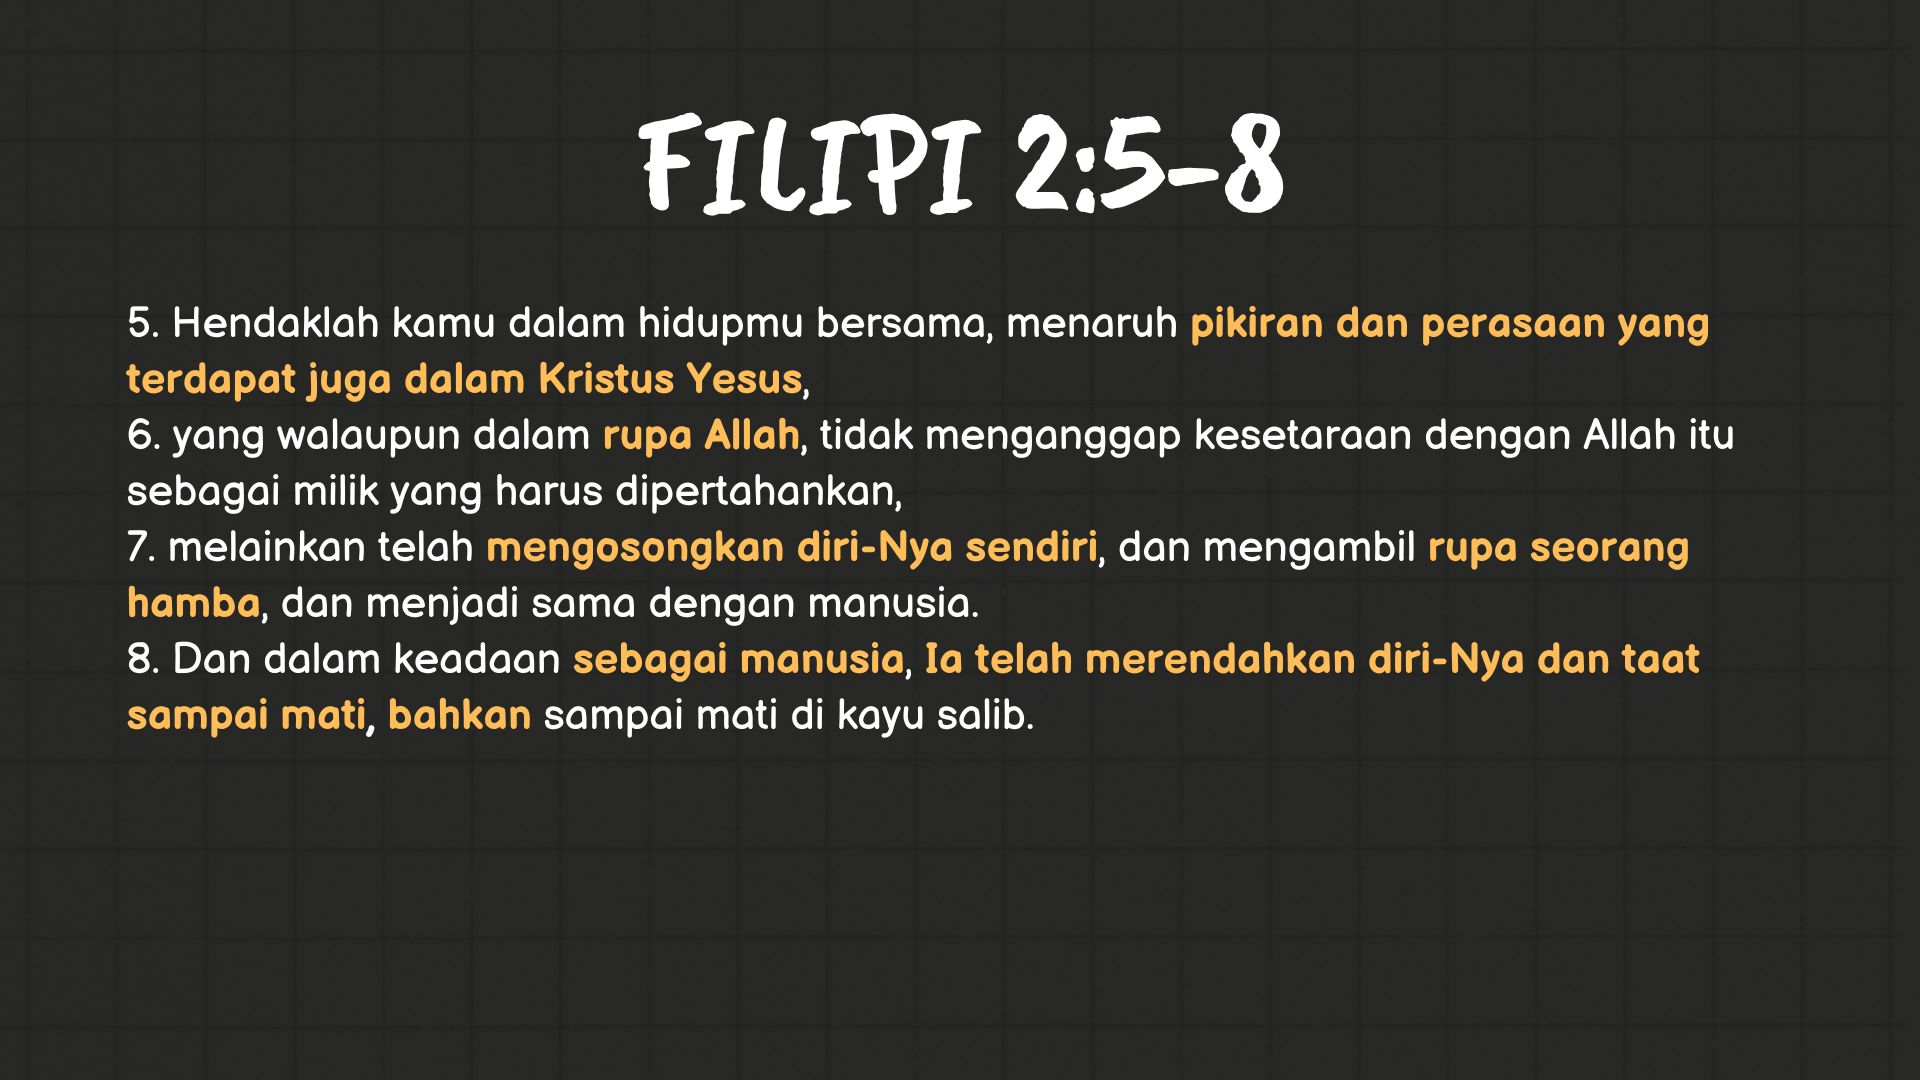 FILIPI 2:5-8
5. Hendaklah kamu dalam hidupmu bersama, menaruh pikiran dan perasaan yang
terdapat juga dalam Kristus Yesus,
6. yang walaupun dalam rupa Allah, tidak menganggap kesetaraan dengan Allah itu
sebagai milik yang harus dipertahankan,
7. melainkan telah mengosongkan diri-Nya sendiri, dan mengambil rupa seorang
hamba, dan menjadi sama dengan manusia.
8. Dan dalam keadaan sebagai manusia, Ia telah merendahkan diri-Nya dan taat
sampai mati, bahkan sampai mati di kayu salib.